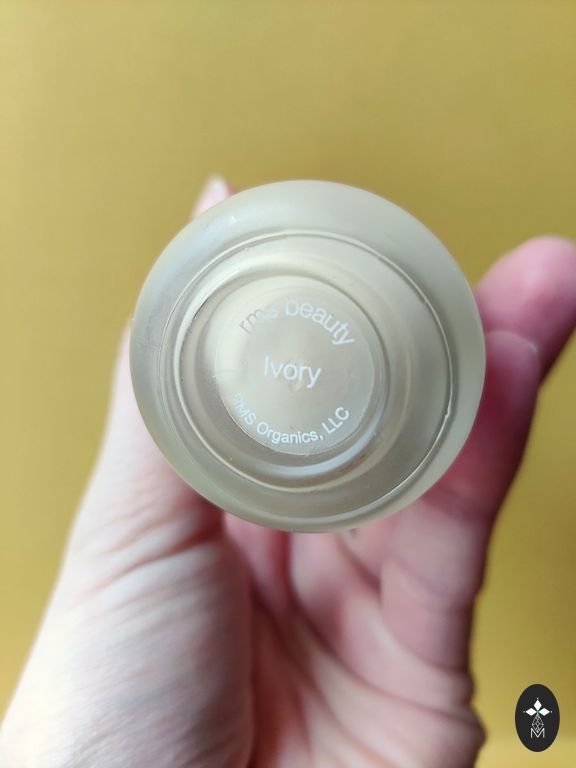 rms beauty
Ivory
RMS Organics, LLC